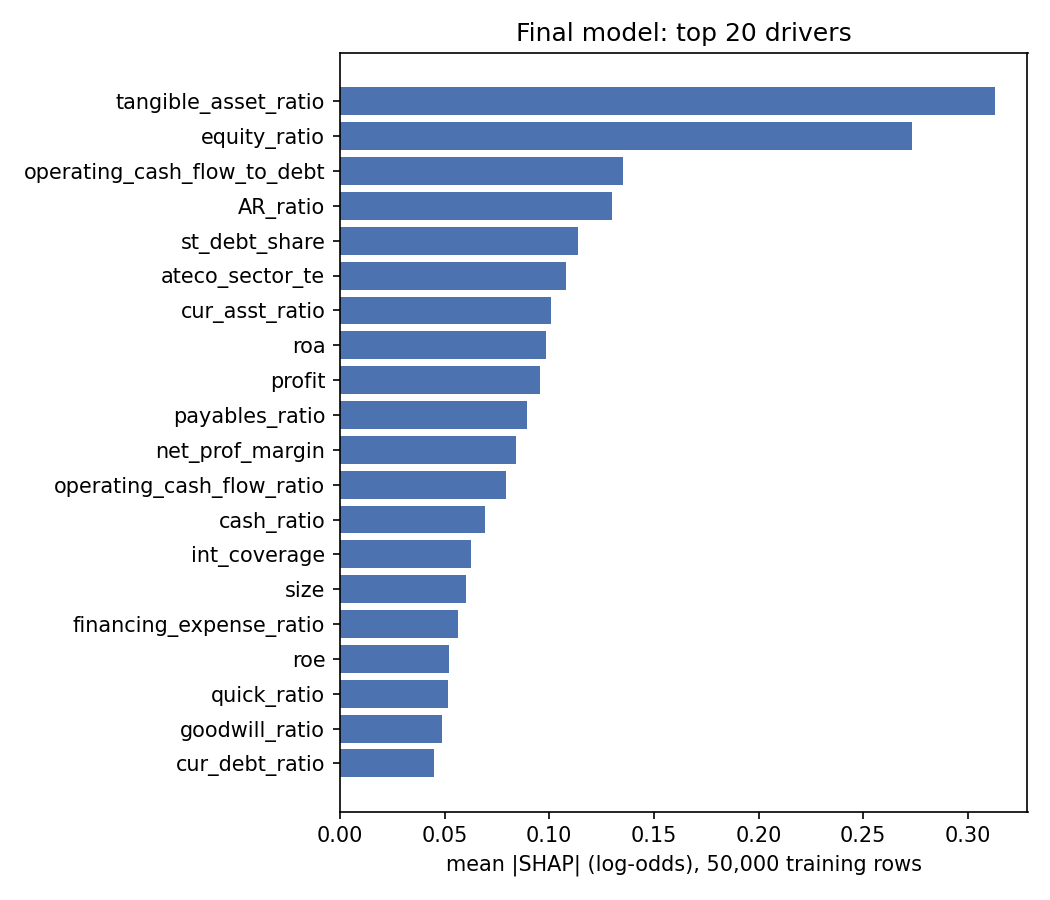 Final model: top 20 drivers
tangible_asset_ratio
equity_ratio
operating_cash_flow_to_debt
AR_ratio
st_debt_share
ateco_sector_te
cur_asst_ratio
roa
profit
payables_ratio
net_prof_margin
operating_cash_flow_ratio
cash_ratio
int_coverage
size
financing_expense_ratio
roe
quick_ratio
goodwill_ratio
cur_debt_ratio
0.00 0.05 0.10 0.15 0.20 0.25 0.30
mean |SHAP| (log-odds), 50,000 training rows